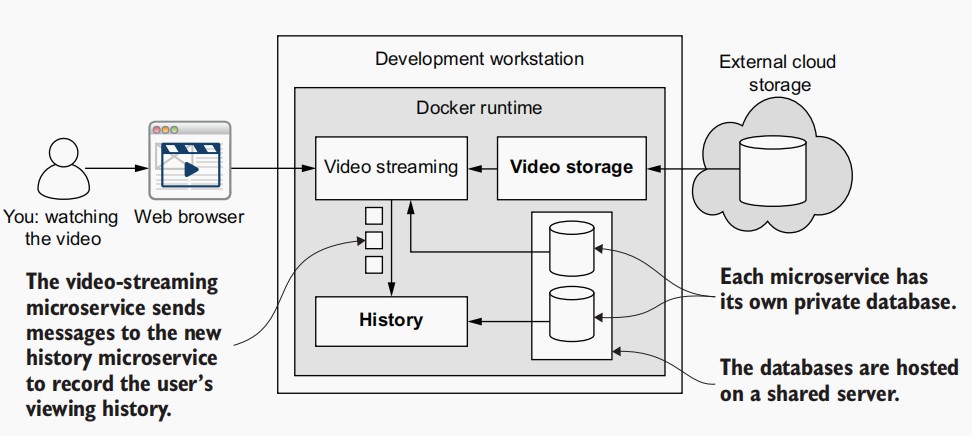 Development workstation
External cloud
storage
Docker runtime
Video streaming
Video storage
You: watching
the video
Web browser
The video-streaming
microservice sends
messages to the new
history microservice
to record the user's
viewing history.
History
Each microservice has
its own private database.
The databases are hosted
on a shared server.